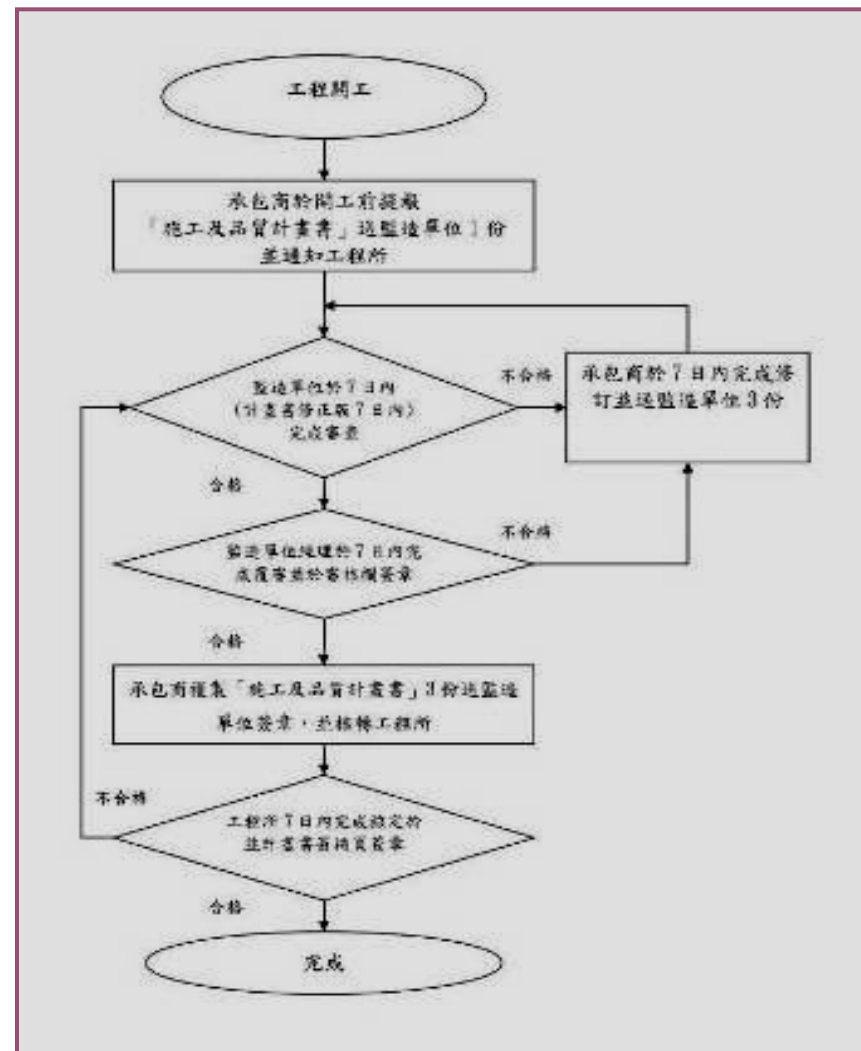 工程開工
承包商於開工前提報
「施工及品質計畫書」送監造單位1份
並通知工程所
監造單位於7日內
(計畫書修正版7日內)
完成審查
不合格
承包商於7日內完成修
訂並送監造單位3份
合格
監造單位經理於7日內完
成覆審並於審核欄簽章
不合格
合格
承包商複製「施工及品質計畫書」3份送監造
單位簽章，並核轉工程所
不合格
工程所7日內完成核定
並計畫書簽章
合格
完成